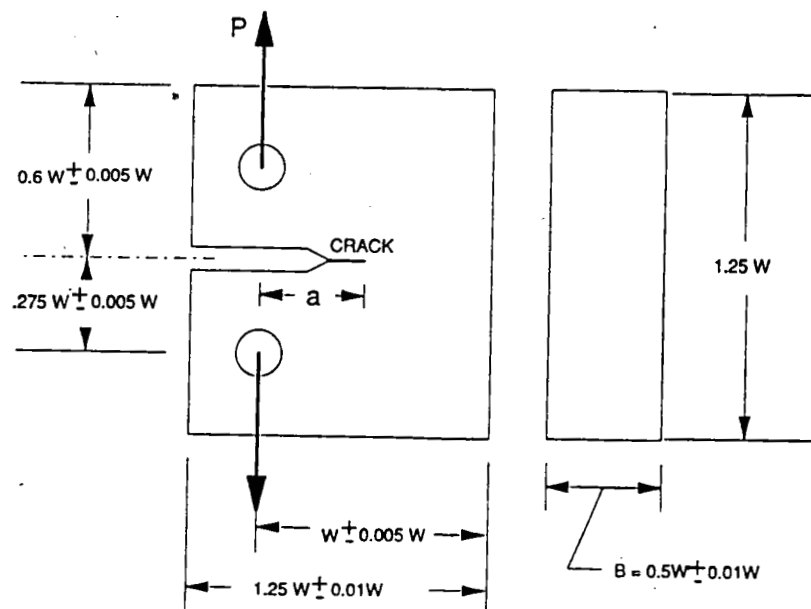 P
0.6 W ± 0.005 W
CRACK
.275 W ± 0.005 W
a
1.25 W
W ± 0.005 W
B = 0.5W ± 0.01W
1.25 W ± 0.01W